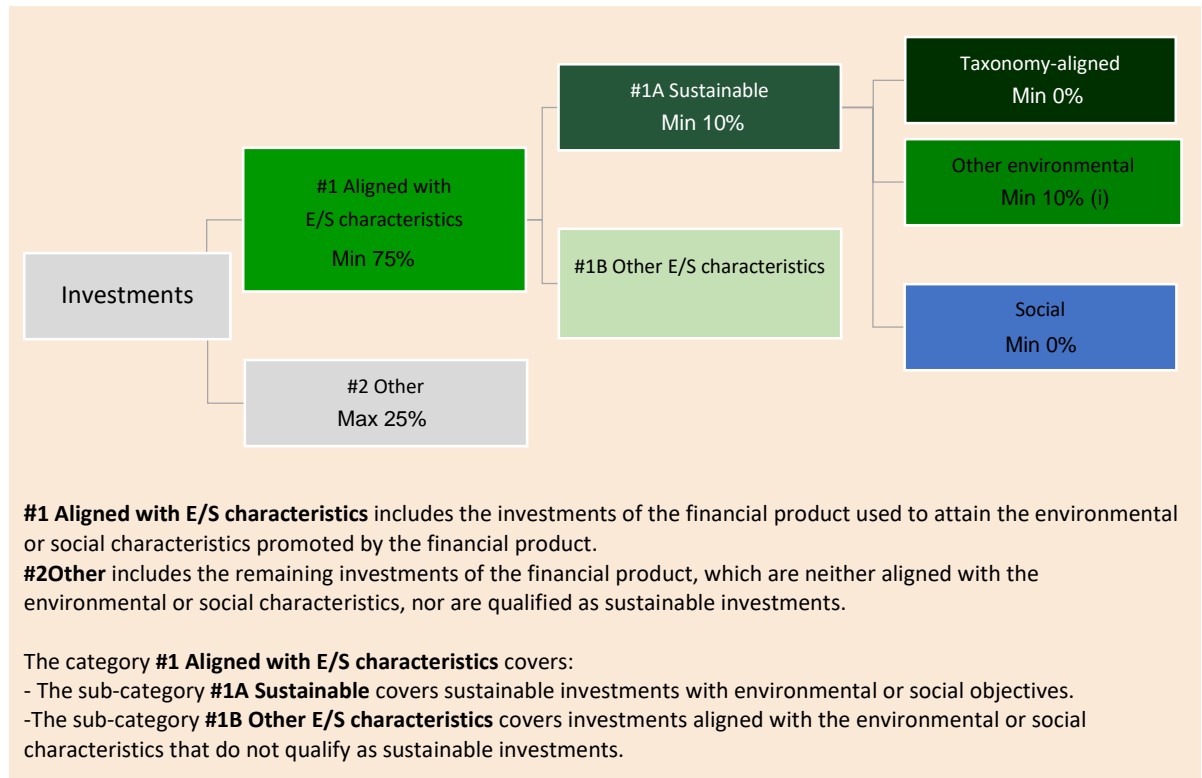 Investments
#1 Aligned with
E/S characteristics
Min 75%
#2 Other
Max 25%
#1A Sustainable
Min 10%
#1B Other E/S characteristics
Taxonomy-aligned
Min 0%
Other environmental
Min 10% (i)
Social
Min 0%
#1 Aligned with E/S characteristics includes the investments of the financial product used to attain the environmental
or social characteristics promoted by the financial product.
#2Other includes the remaining investments of the financial product, which are neither aligned with the
environmental or social characteristics, nor are qualified as sustainable investments.
The category #1 Aligned with E/S characteristics covers:
- The sub-category #1A Sustainable covers sustainable investments with environmental or social objectives.
-The sub-category #1B Other E/S characteristics covers investments aligned with the environmental or social
characteristics that do not qualify as sustainable investments.